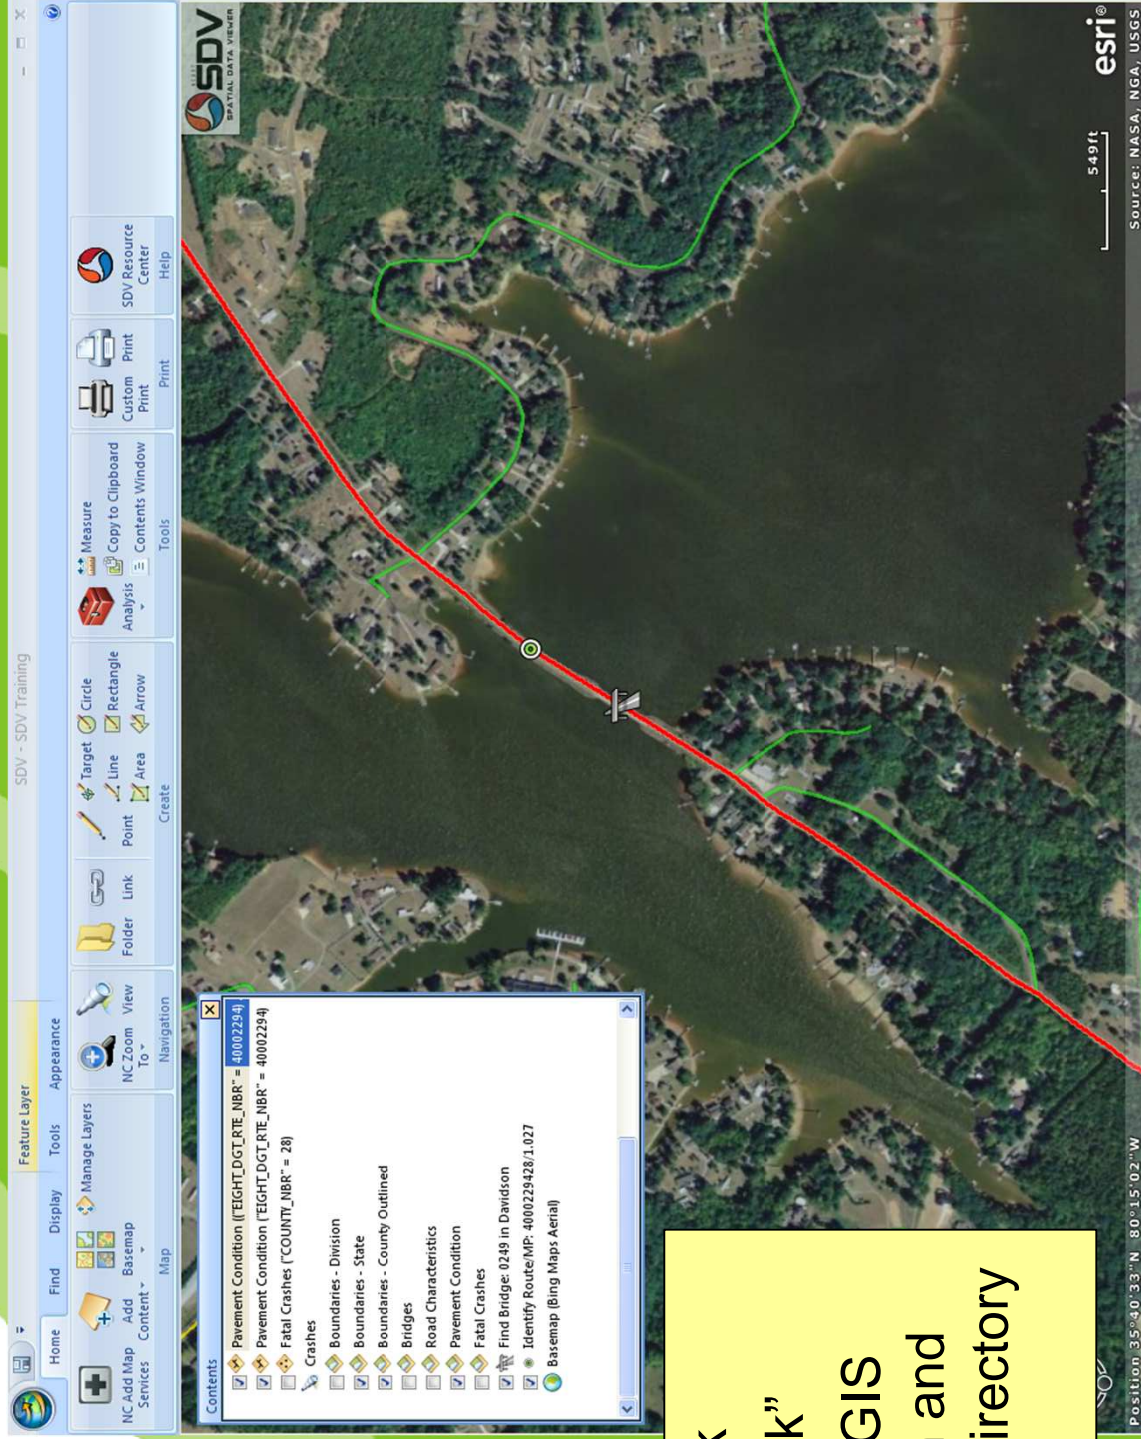 SDV - SDV Training
Feature Layer
Home Find Display Tools Appearance
NC Add Map Services
Add Content
Basemap
Manage Layers
Map
NC Zoom To
View
Navigation
Folder
Link
Point
Target
Line
Area
Circle
Rectangle
Arrow
Create
Analysis
Measure
Copy to Clipboard
Contents Window
Tools
Custom Print
Print
Print
SDV Resource Center
Help
SDV
SPATIAL DATA VIEWER
Contents
Pavement Condition (("EIGHT_DGT_RTE_NBR" = 40002294)
Pavement Condition ("EIGHT_DGT_RTE_NBR" = 40002294)
Fatal Crashes ("COUNTY_NBR" = 28)
Crashes
Boundaries - Division
Boundaries - State
Boundaries - County Outlined
Bridges
Road Characteristics
Pavement Condition
Fatal Crashes
Find Bridge: 0249 in Davidson
Identify Route/MP: 4000229428/1.027
Basemap (Bing Maps Aerial)
k”
GIS
and
irectory
549ft
esri®
Position 35°40'33"N 80°15'02"W
Source: NASA, NGA, USGS